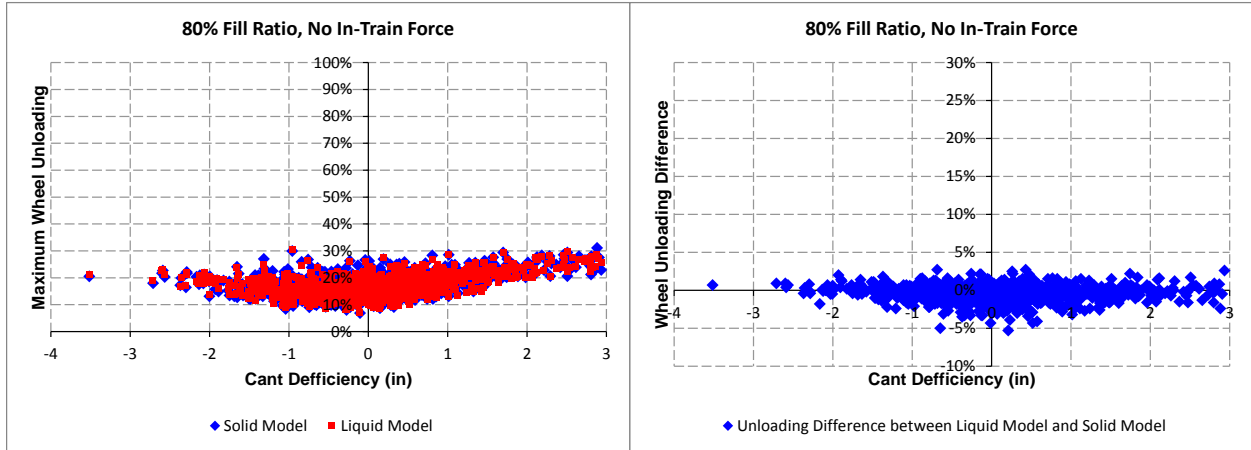 80% Fill Ratio, No In-Train Force
Maximum Wheel Unloading
100%
90%
80%
70%
60%
50%
40%
30%
20%
10%
0%
-4 -3 -2 -1 0 1 2 3
Cant Defficiency (in)
Solid Model Liquid Model
80% Fill Ratio, No In-Train Force
Wheel Unloading Difference
30%
25%
20%
15%
10%
5%
0%
-5%
-10%
-4 -3 -2 -1 0 1 2 3
Cant Defficiency (in)
Unloading Difference between Liquid Model and Solid Model